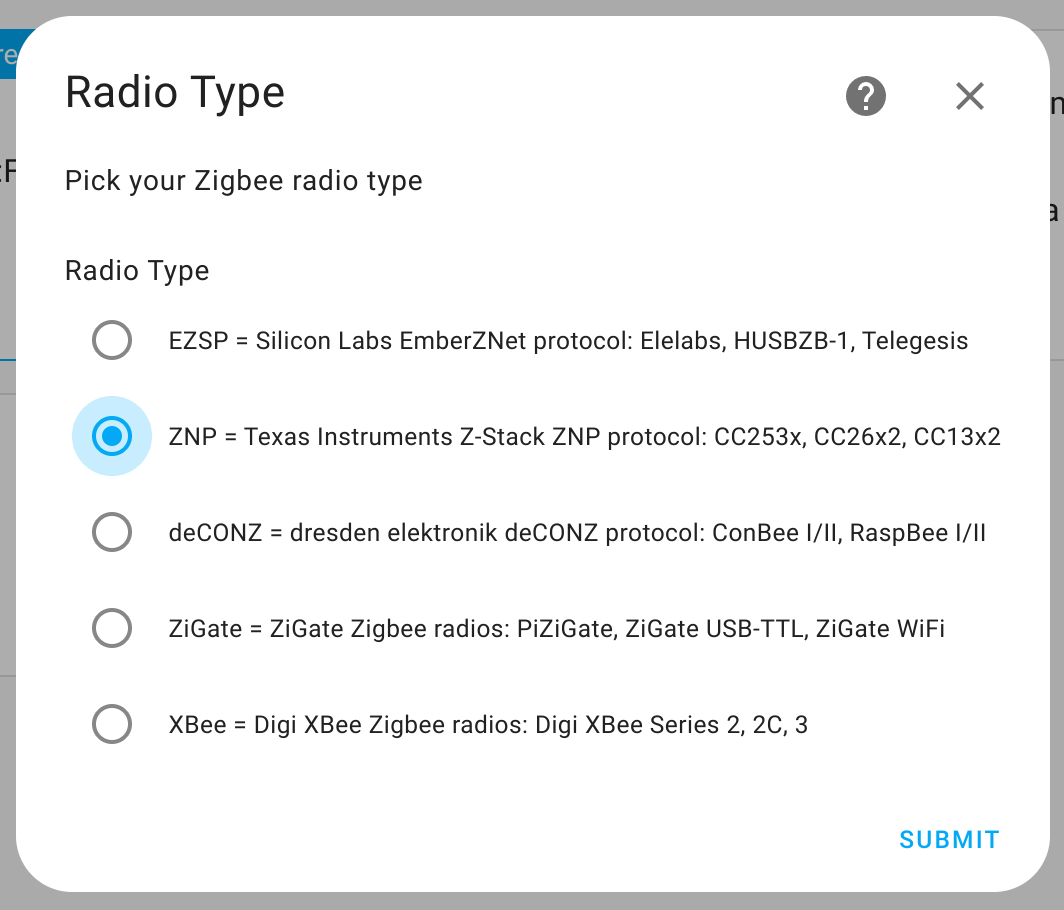 Radio Type
Pick your Zigbee radio type
Radio Type
EZSP = Silicon Labs EmberZNet protocol: Elelabs, HUSBZB-1, Telegesis
ZNP = Texas Instruments Z-Stack ZNP protocol: CC253x, CC26x2, CC13x2
deCONZ = dresden elektronik deCONZ protocol: ConBee I/II, RaspBee I/II
ZiGate = ZiGate Zigbee radios: PiZiGate, ZiGate USB-TTL, ZiGate WiFi
XBee = Digi XBee Zigbee radios: Digi XBee Series 2, 2C, 3
SUBMIT